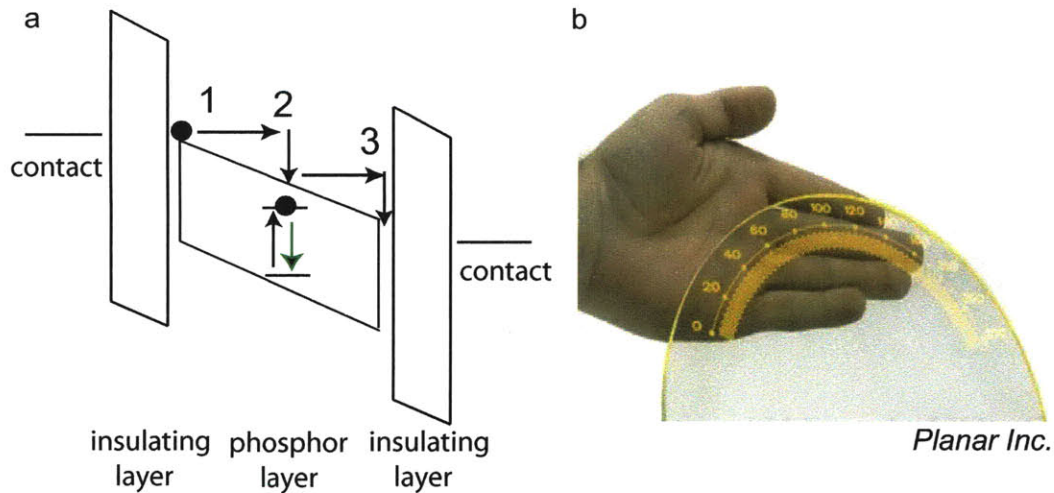 a
1
2
3
contact
contact
insulating
layer
phosphor
layer
insulating
layer
b
0
20
40
60
80
100
120
Planar Inc.